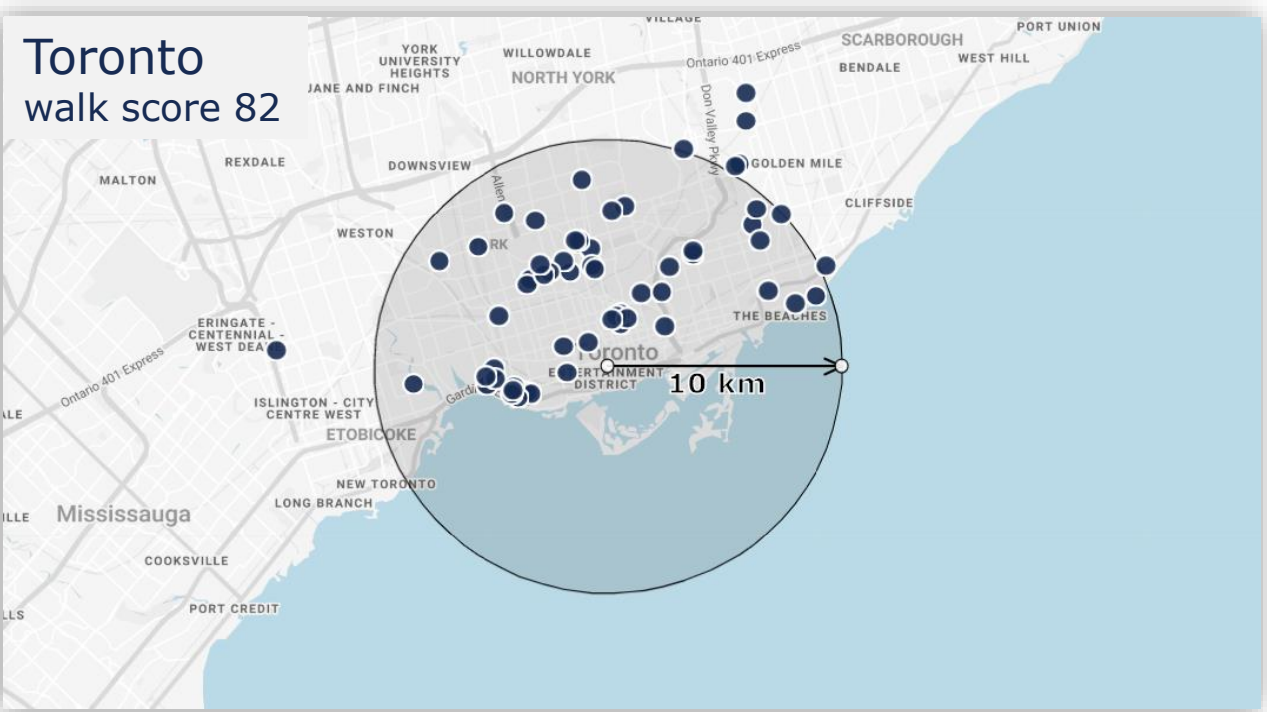 Toronto
walk score 82
VILLAGE
YORK
UNIVERSITY
HEIGHTS
WILLOWDALE
NORTH YORK
JANE AND FINCH
Ontario 401 Express
SCARBOROUGH
BENDALE
WEST HILL
PORT UNION
Don Valley Pkwy
REXDALE
DOWNSVIEW
MALTON
Allen
GOLDEN MILE
CLIFFSIDE
WESTON
RK
THE BEACHES
ERINGATE -
CENTENNIAL -
WEST DEA
Ontario 401 Express
Toronto
ENTERTAINMENT
DISTRICT
10 km
Gardi
ISLINGTON - CITY
CENTRE WEST
ETOBICOKE
NEW TORONTO
LONG BRANCH
Mississauga
COOKSVILLE
PORT CREDIT
ALE
ILLE
LLS